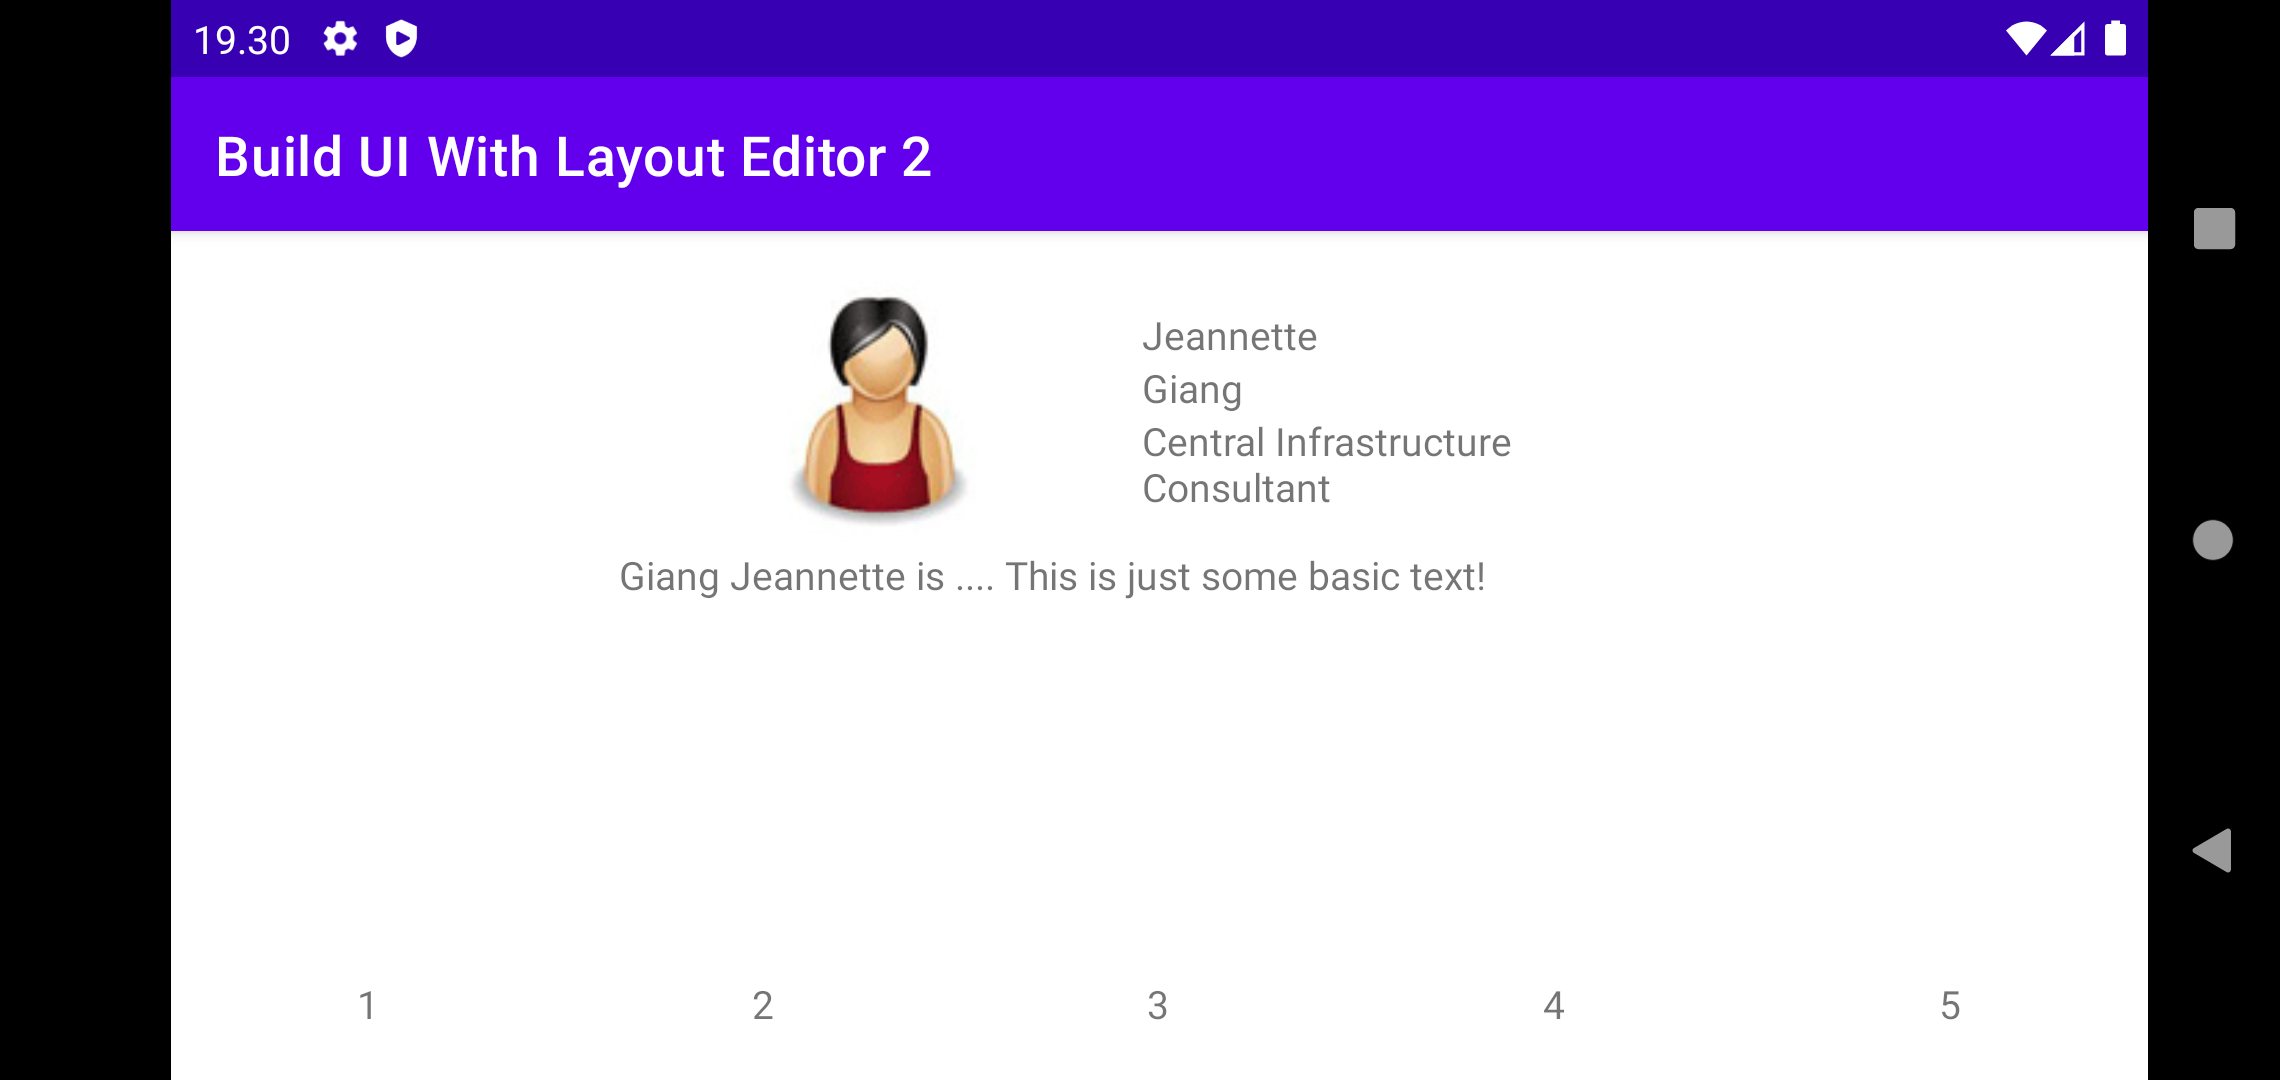 19.30
Build UI With Layout Editor 2
Jeannette
Giang
Central Infrastructure
Consultant
Giang Jeannette is .... This is just some basic text!
1 2 3 4 5